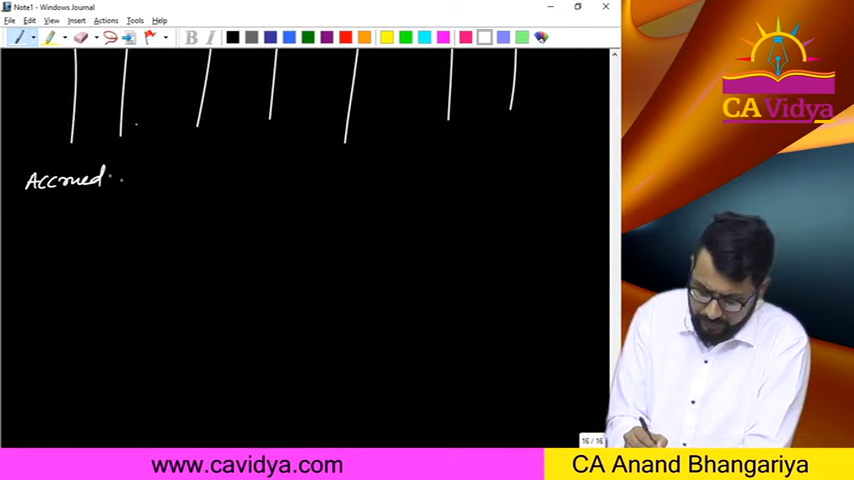 Note1 - Windows Journal
File Edit View Insert Actions Tools Help
B I
CA Vidya
Accrued
16 / 16
www.cavidya.com
CA Anand Bhangariya